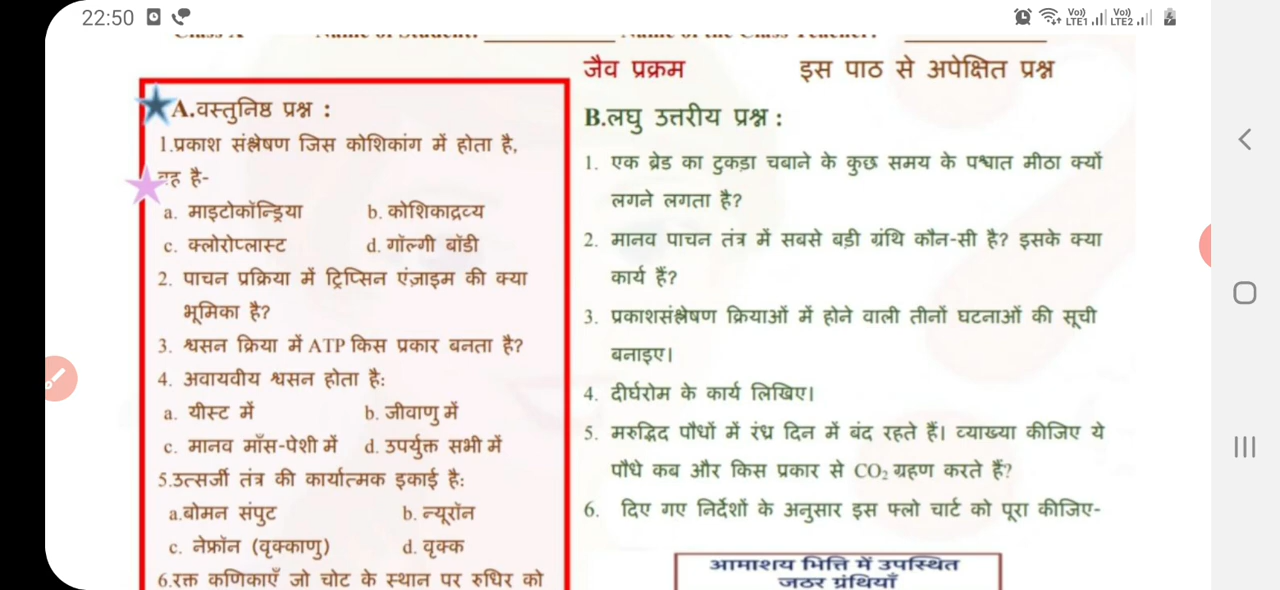 22:50
Vo)) LTE1 Vo)) LTE2
जैव प्रक्रम इस पाठ से अपेक्षित प्रश्न
A.वस्तुनिष्ठ प्रश्न :
1.प्रकाश संश्लेषण जिस कोशिकांग में होता है,
वह है-
a. माइटोकॉन्ड्रिया b. कोशिकाद्रव्य
c. क्लोरोप्लास्ट d. गॉल्गी बॉडी
2. पाचन प्रक्रिया में ट्रिप्सिन एंज़ाइम की क्या
भूमिका है?
3. श्वसन क्रिया में ATP किस प्रकार बनता है?
4. अवायवीय श्वसन होता है:
a. यीस्ट में b. जीवाणु में
c. मानव माँस-पेशी में d. उपर्युक्त सभी में
5.उत्सर्जी तंत्र की कार्यात्मक इकाई है:
a.बोमन संपुट b. न्यूरॉन
c. नेफ्रॉन (वृक्काणु) d. वृक्क
6.रक्त कणिकाएँ जो चोट के स्थान पर रुधिर को
B.लघु उत्तरीय प्रश्न :
1. एक ब्रेड का टुकड़ा चबाने के कुछ समय के पश्चात मीठा क्यों
लगने लगता है?
2. मानव पाचन तंत्र में सबसे बड़ी ग्रंथि कौन-सी है? इसके क्या
कार्य हैं?
3. प्रकाशसंश्लेषण क्रियाओं में होने वाली तीनों घटनाओं की सूची
बनाइए।
4. दीर्घरोम के कार्य लिखिए।
5. मरुद्भिद पौधों में रंध्र दिन में बंद रहते हैं। व्याख्या कीजिए ये
पौधे कब और किस प्रकार से CO₂ ग्रहण करते हैं?
6. दिए गए निर्देशों के अनुसार इस फ्लो चार्ट को पूरा कीजिए-
आमाशय भित्ति में उपस्थित
जठर ग्रंथियाँ